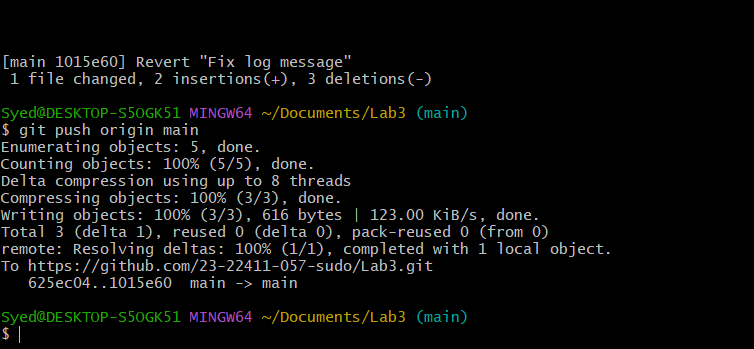 [main 1015e60] Revert "Fix log message"
 1 file changed, 2 insertions(+), 3 deletions(-)
Syed@DESKTOP-S5OGK51 MINGW64 ~/Documents/Lab3 (main)
$ git push origin main
Enumerating objects: 5, done.
Counting objects: 100% (5/5), done.
Delta compression using up to 8 threads
Compressing objects: 100% (3/3), done.
Writing objects: 100% (3/3), 616 bytes | 123.00 KiB/s, done.
Total 3 (delta 1), reused 0 (delta 0), pack-reused 0 (from 0)
remote: Resolving deltas: 100% (1/1), completed with 1 local object.
To https://github.com/23-22411-057-sudo/Lab3.git
   625ec04..1015e60  main -> main
Syed@DESKTOP-S5OGK51 MINGW64 ~/Documents/Lab3 (main)
$